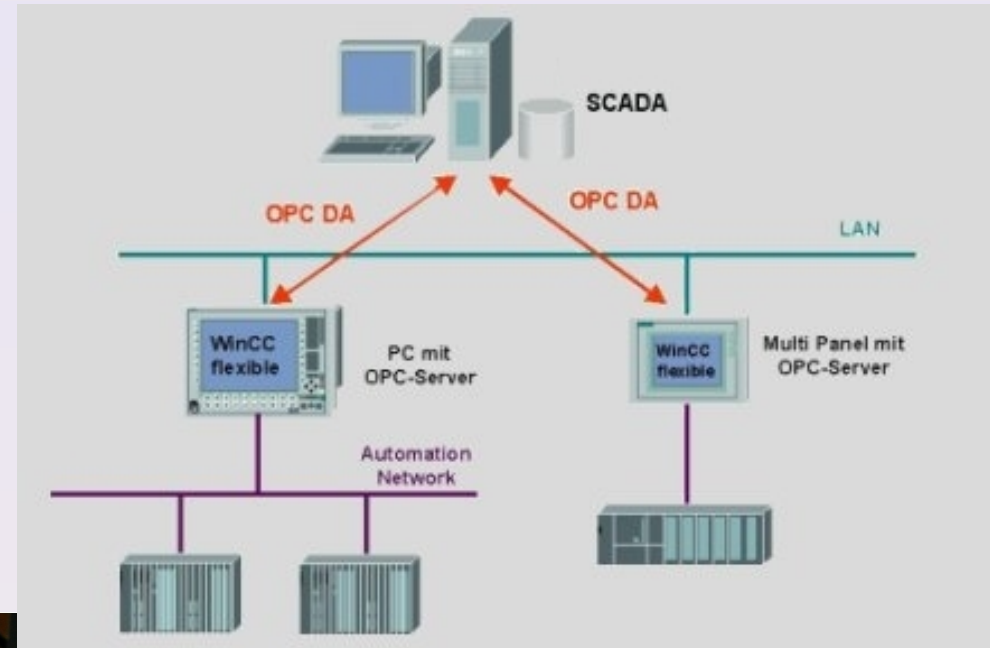 SCADA
OPC DA
OPC DA
LAN
WinCC
flexible
PC mit
OPC-Server
WinCC
flexible
Multi Panel mit
OPC-Server
Automation
Network